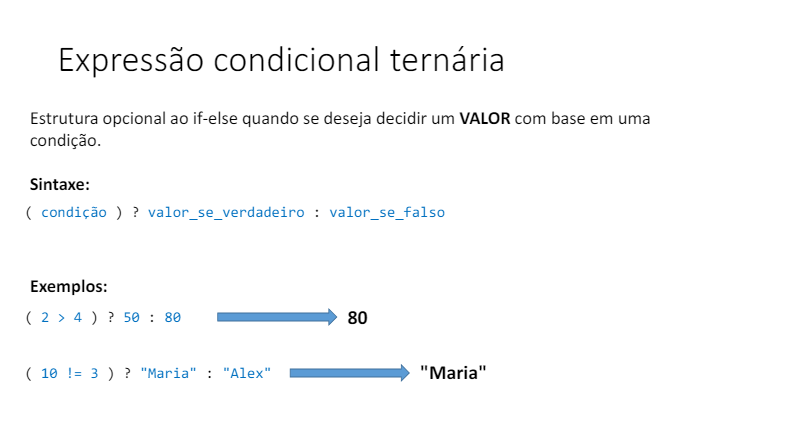 Expressão condicional ternária
Estrutura opcional ao if-else quando se deseja decidir um VALOR com base em uma
condição.
Sintaxe:
( condição ) ? valor_se_verdadeiro : valor_se_falso
Exemplos:
( 2 > 4 ) ? 50 : 80 80
( 10 != 3 ) ? "Maria" : "Alex" "Maria"